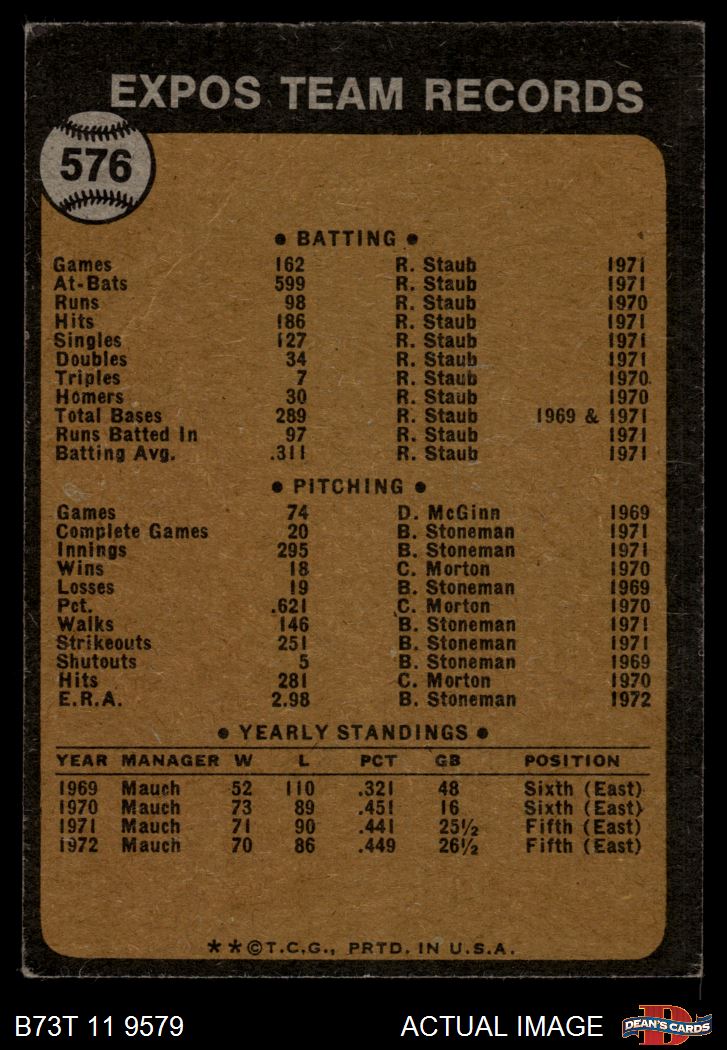 EXPOS TEAM RECORDS
576
• BATTING •
Games 162 R. Staub 1971
At-Bats 599 R. Staub 1971
Runs 98 R. Staub 1970
Hits 186 R. Staub 1971
Singles 127 R. Staub 1971
Doubles 34 R. Staub 1971
Triples 7 R. Staub 1970
Homers 30 R. Staub 1970
Total Bases 289 R. Staub 1969 & 1971
Runs Batted In 97 R. Staub 1971
Batting Avg. .311 R. Staub 1971
• PITCHING •
Games 74 D. McGinn 1969
Complete Games 20 B. Stoneman 1971
Innings 295 B. Stoneman 1971
Wins 18 C. Morton 1970
Losses 19 B. Stoneman 1969
Pct. .621 C. Morton 1970
Walks 146 B. Stoneman 1971
Strikeouts 251 B. Stoneman 1971
Shutouts 5 B. Stoneman 1969
Hits 281 C. Morton 1970
E.R.A. 2.98 B. Stoneman 1972
• YEARLY STANDINGS •
YEAR MANAGER W L PCT GB POSITION
1969 Mauch 52 110 .321 48 Sixth (East)
1970 Mauch 73 89 .451 16 Sixth (East)
1971 Mauch 71 90 .441 25½ Fifth (East)
1972 Mauch 70 86 .449 26½ Fifth (East)
**©T.C.G., PRTD. IN U.S.A.
B73T 11 9579 ACTUAL IMAGE D DEAN'S CARDS